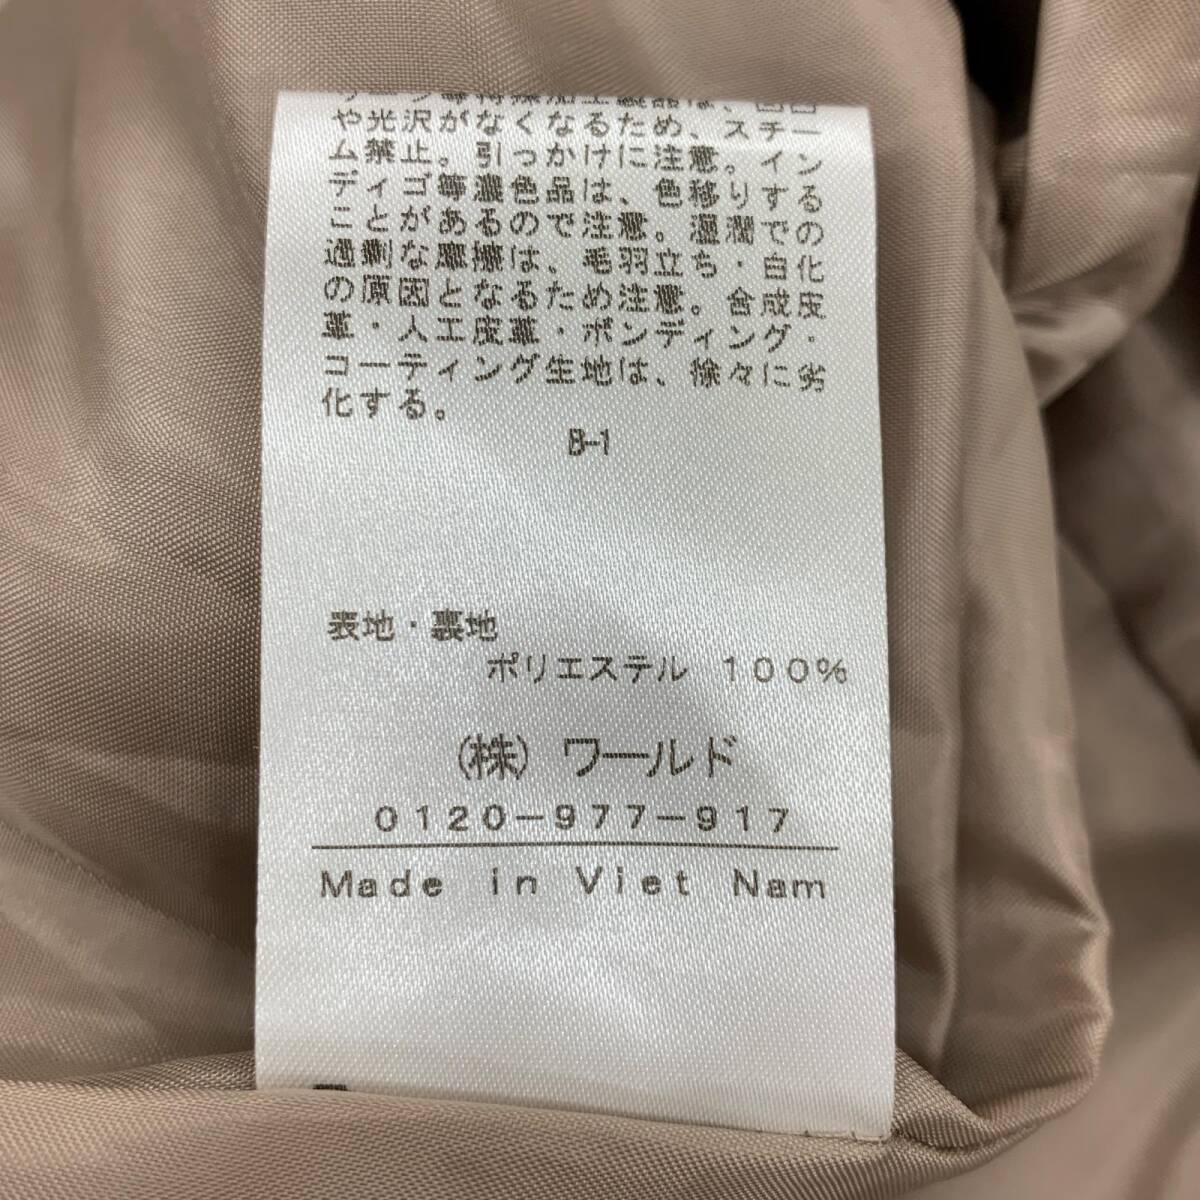 や光沢がなくなるため、スチー
ム禁止。引っかけに注意。イン
ディゴ等濃色品は、色移りする
ことがあるので注意。湿潤での
過剰な摩擦は、毛羽立ち・白化
の原因となるため注意。合成皮
革・人工皮革・ボンディング・
コーティング生地は、徐々に劣
化する。
B-1
表地・裏地
ポリエステル 100%
(株) ワールド
0120-977-917
Made in Viet Nam